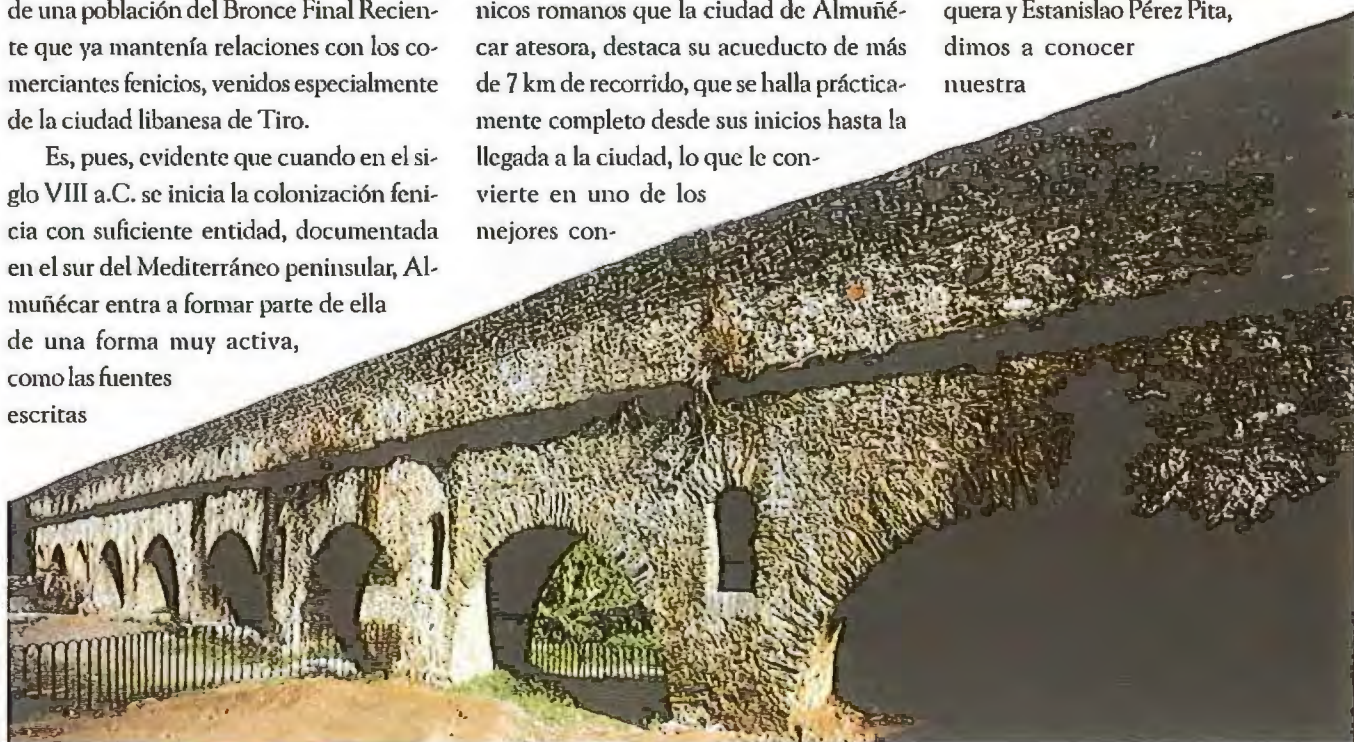 de una población del Bronce Final Recien-
te que ya mantenía relaciones con los co-
merciantes fenicios, venidos especialmente
de la ciudad libanesa de Tiro.
Es, pues, evidente que cuando en el si-
glo VIII a.C. se inicia la colonización feni-
cia con suficiente entidad, documentada
en el sur del Mediterráneo peninsular, Al-
muñécar entra a formar parte de ella
de una forma muy activa,
como las fuentes
escritas
nicos romanos que la ciudad de Almuñé-
car atesora, destaca su acueducto de más
de 7 km de recorrido, que se halla práctica-
mente completo desde sus inicios hasta la
llegada a la ciudad, lo que le con-
vierte en uno de los
mejores con-
quera y Estanislao Pérez Pita,
dimos a conocer
nuestra